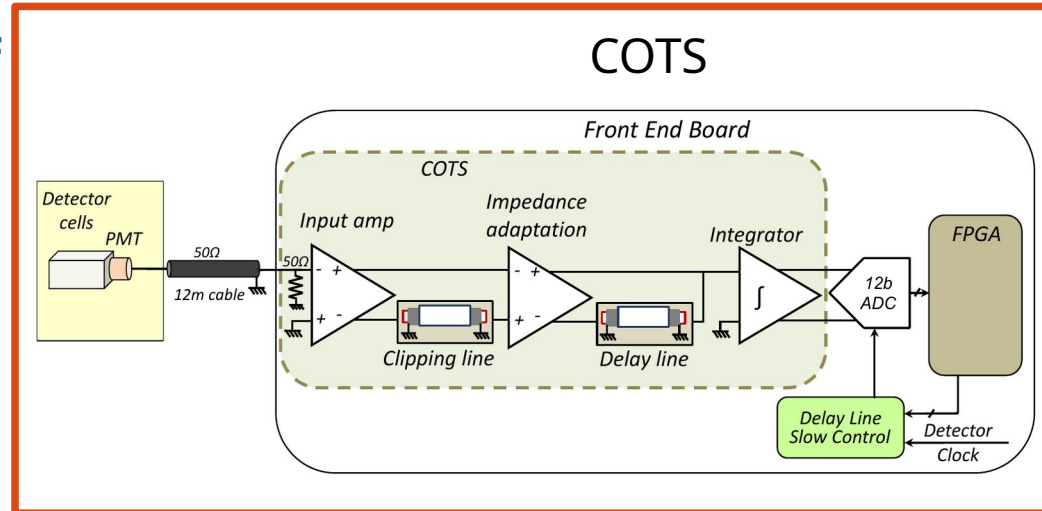 COTS
Front End Board
COTS
Detector
cells
PMT
50Ω
12m cable
Input amp
50Ω
- +
+ -
Clipping line
Impedance
adaptation
- +
+ -
Delay line
Integrator
∫
12b
ADC
FPGA
Delay Line
Slow Control
Detector
Clock